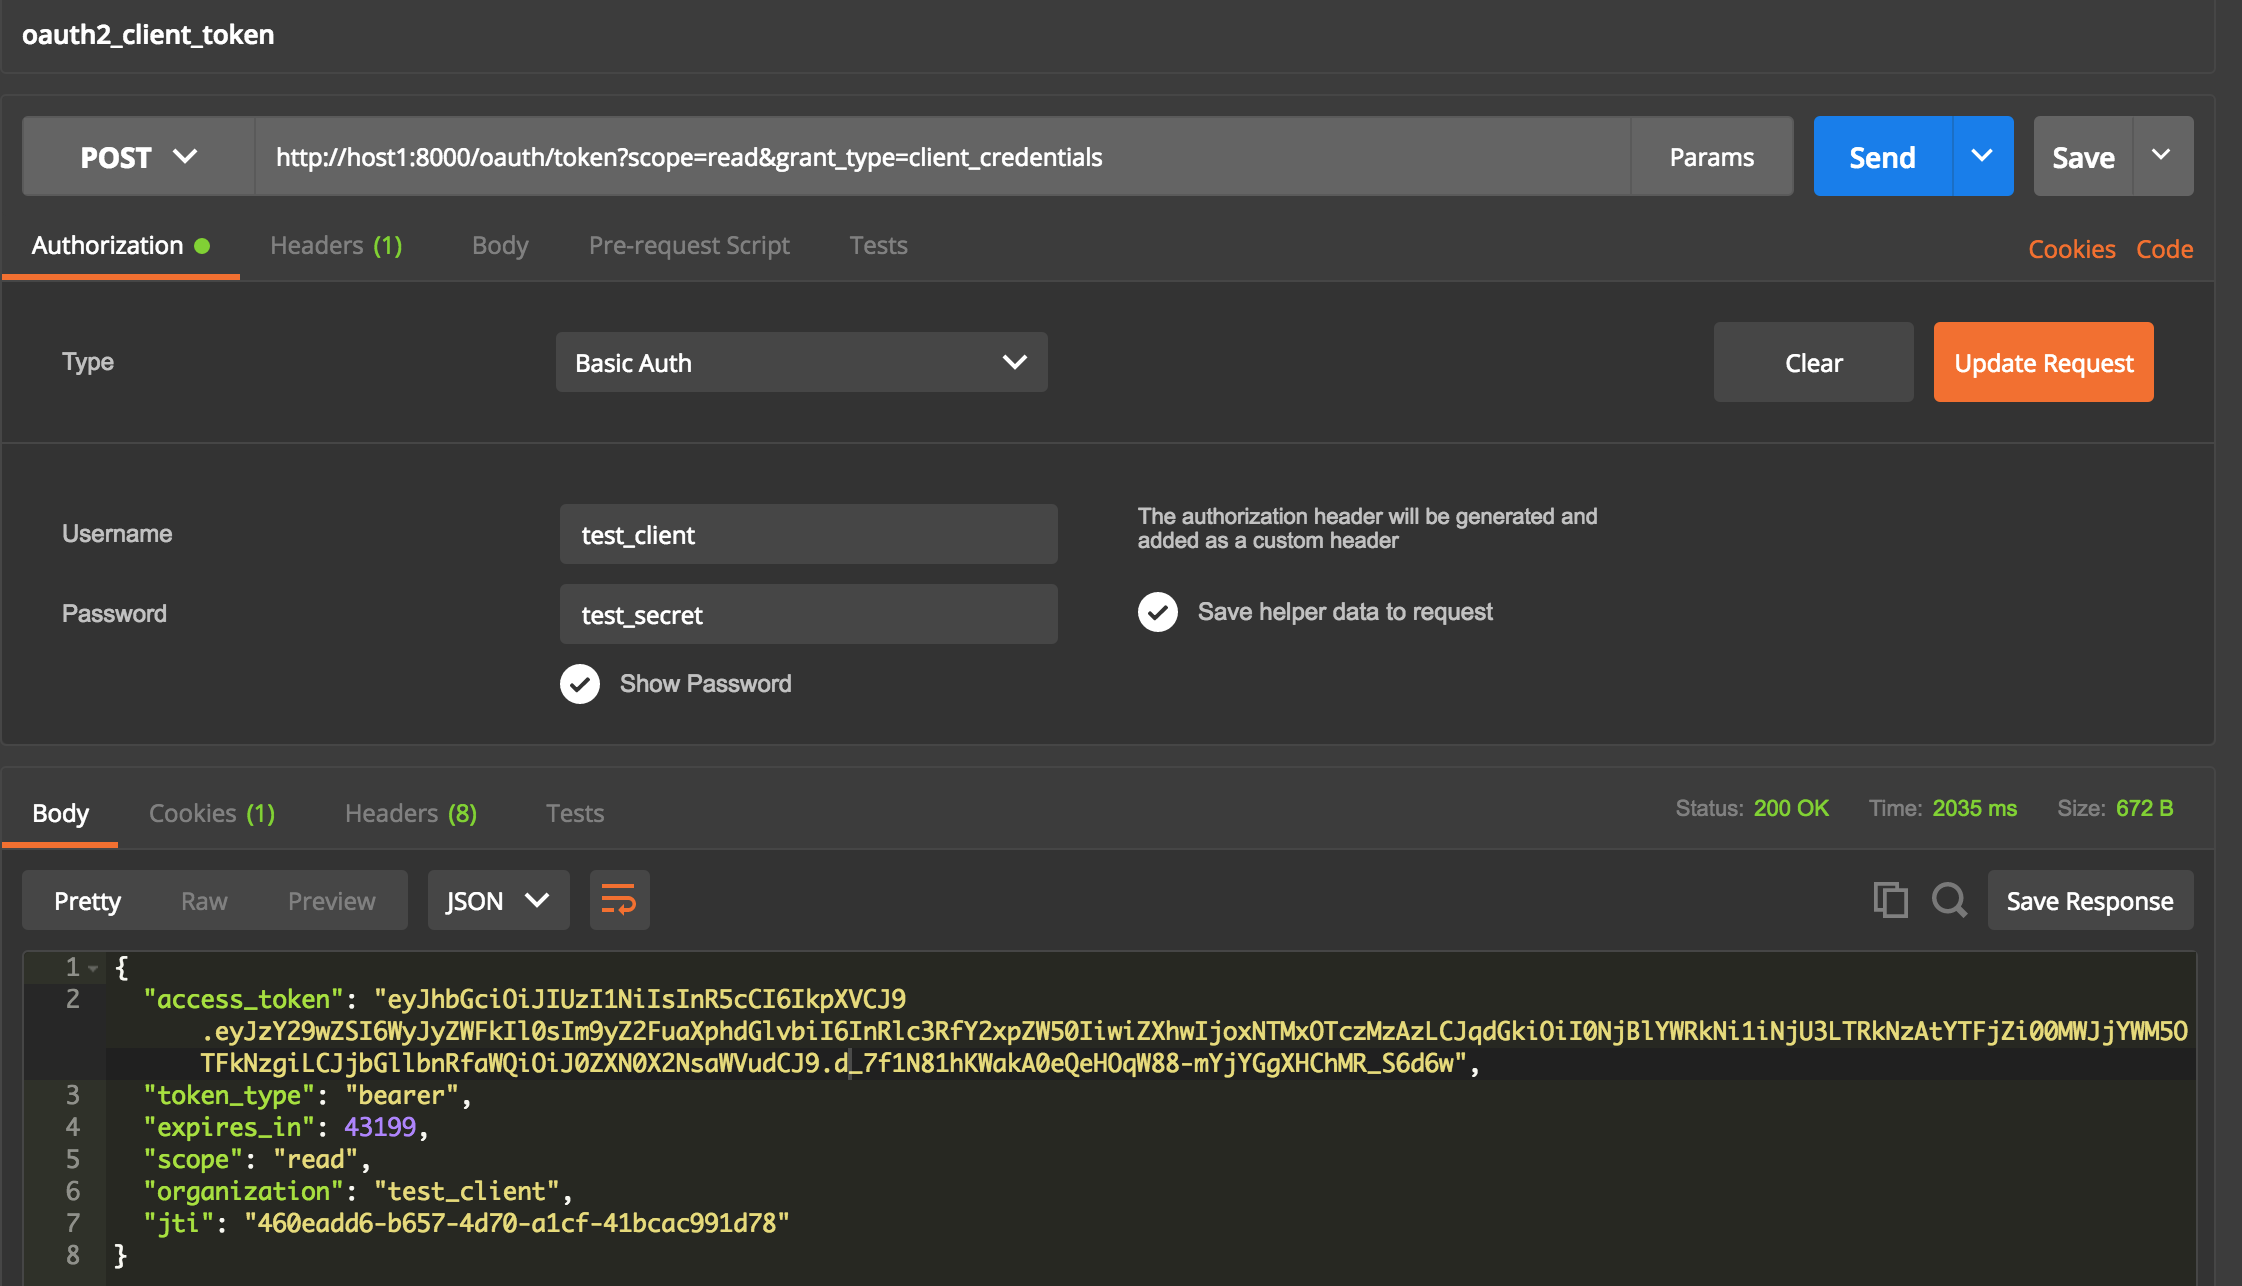 oauth2_client_token
POST http://host1:8000/oauth/token?scope=read&grant_type=client_credentials Params Send Save
Authorization Headers (1) Body Pre-request Script Tests Cookies Code
Type Basic Auth Clear Update Request
Username test_client
The authorization header will be generated and
added as a custom header
Password test_secret
Save helper data to request
Show Password
Body Cookies (1) Headers (8) Tests Status: 200 OK Time: 2035 ms Size: 672 B
Pretty Raw Preview JSON Save Response
1 {
2 "access_token": "eyJhbGciOiJIUzI1NiIsInR5cCI6IkpXVCJ9
.eyJzY29wZSI6WyJyZWFkIl0sIm9yZ2FuaXphdGlvbiI6InRlc3RfY2xpZW50IiwiZXhwIjoxNTMxOTczMzAzLCJqdGkiOiI0NjBlYWRkNi1iNjU3LTRkNzAtYTFjZi00MWJjYWM5O
TFkNzgiLCJjbGllbnRfaWQiOiJ0ZXN0X2NsaWVudCJ9.d_7f1N81hKWakA0eQeHOqW88-mYjYGgXHChMR_S6d6w",
3 "token_type": "bearer",
4 "expires_in": 43199,
5 "scope": "read",
6 "organization": "test_client",
7 "jti": "460eadd6-b657-4d70-a1cf-41bcac991d78"
8 }